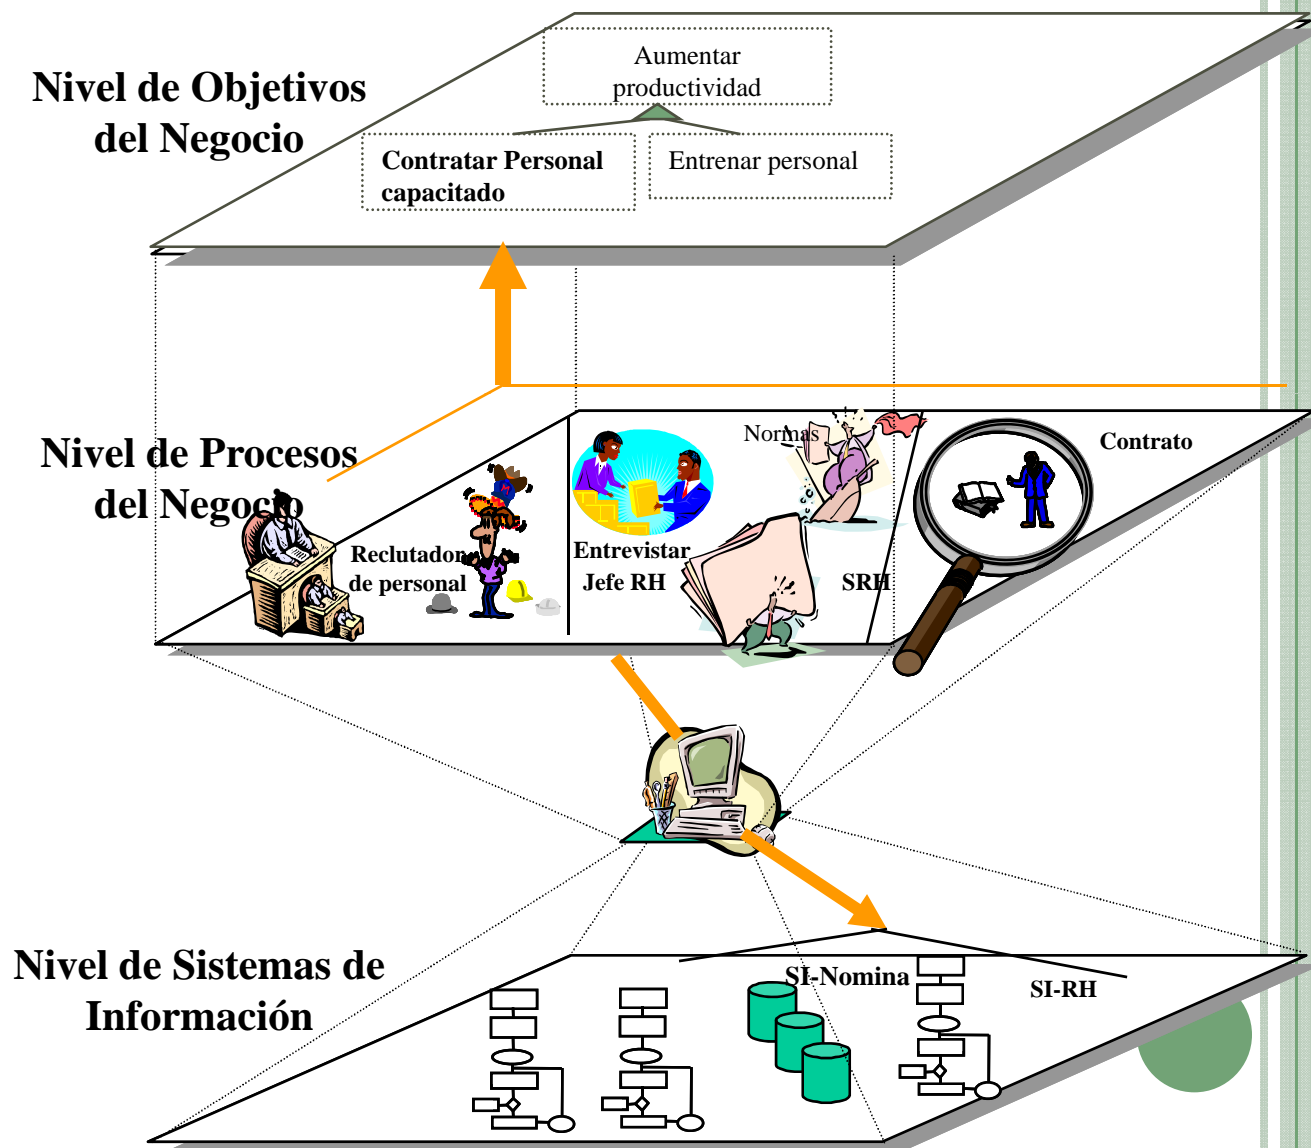 Nivel de Objetivos
del Negocio
Aumentar
productividad
Contratar Personal
capacitado
Entrenar personal
Nivel de Procesos
del Negocio
Reclutador
de personal
Entrevistar
Jefe RH
Normas
SRH
Contrato
Nivel de Sistemas de
Información
SI-Nomina
SI-RH